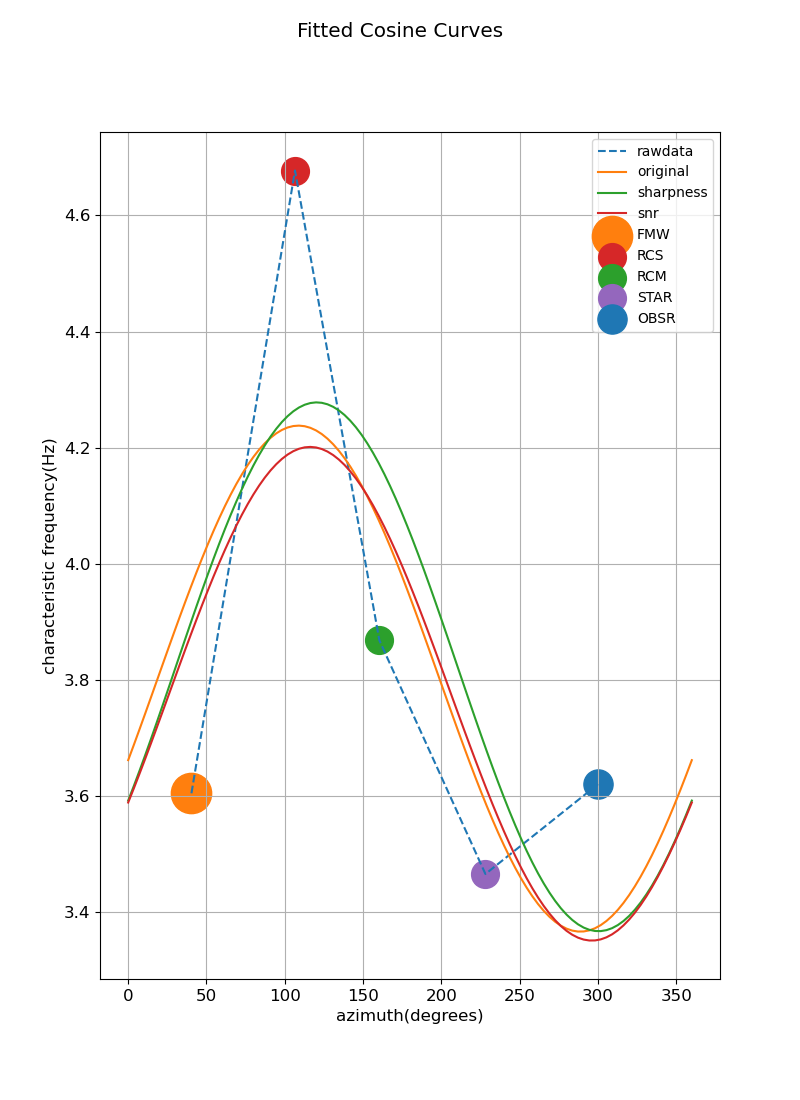 Fitted Cosine Curves
rawdata
original
sharpness
snr
FMW
RCS
RCM
STAR
OBSR
4.6
4.4
4.2
4.0
3.8
3.6
3.4
characteristic frequency(Hz)
0 50 100 150 200 250 300 350
azimuth(degrees)